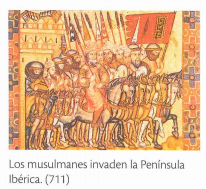 Los musulmanes invaden la Península
Ibérica. (711)